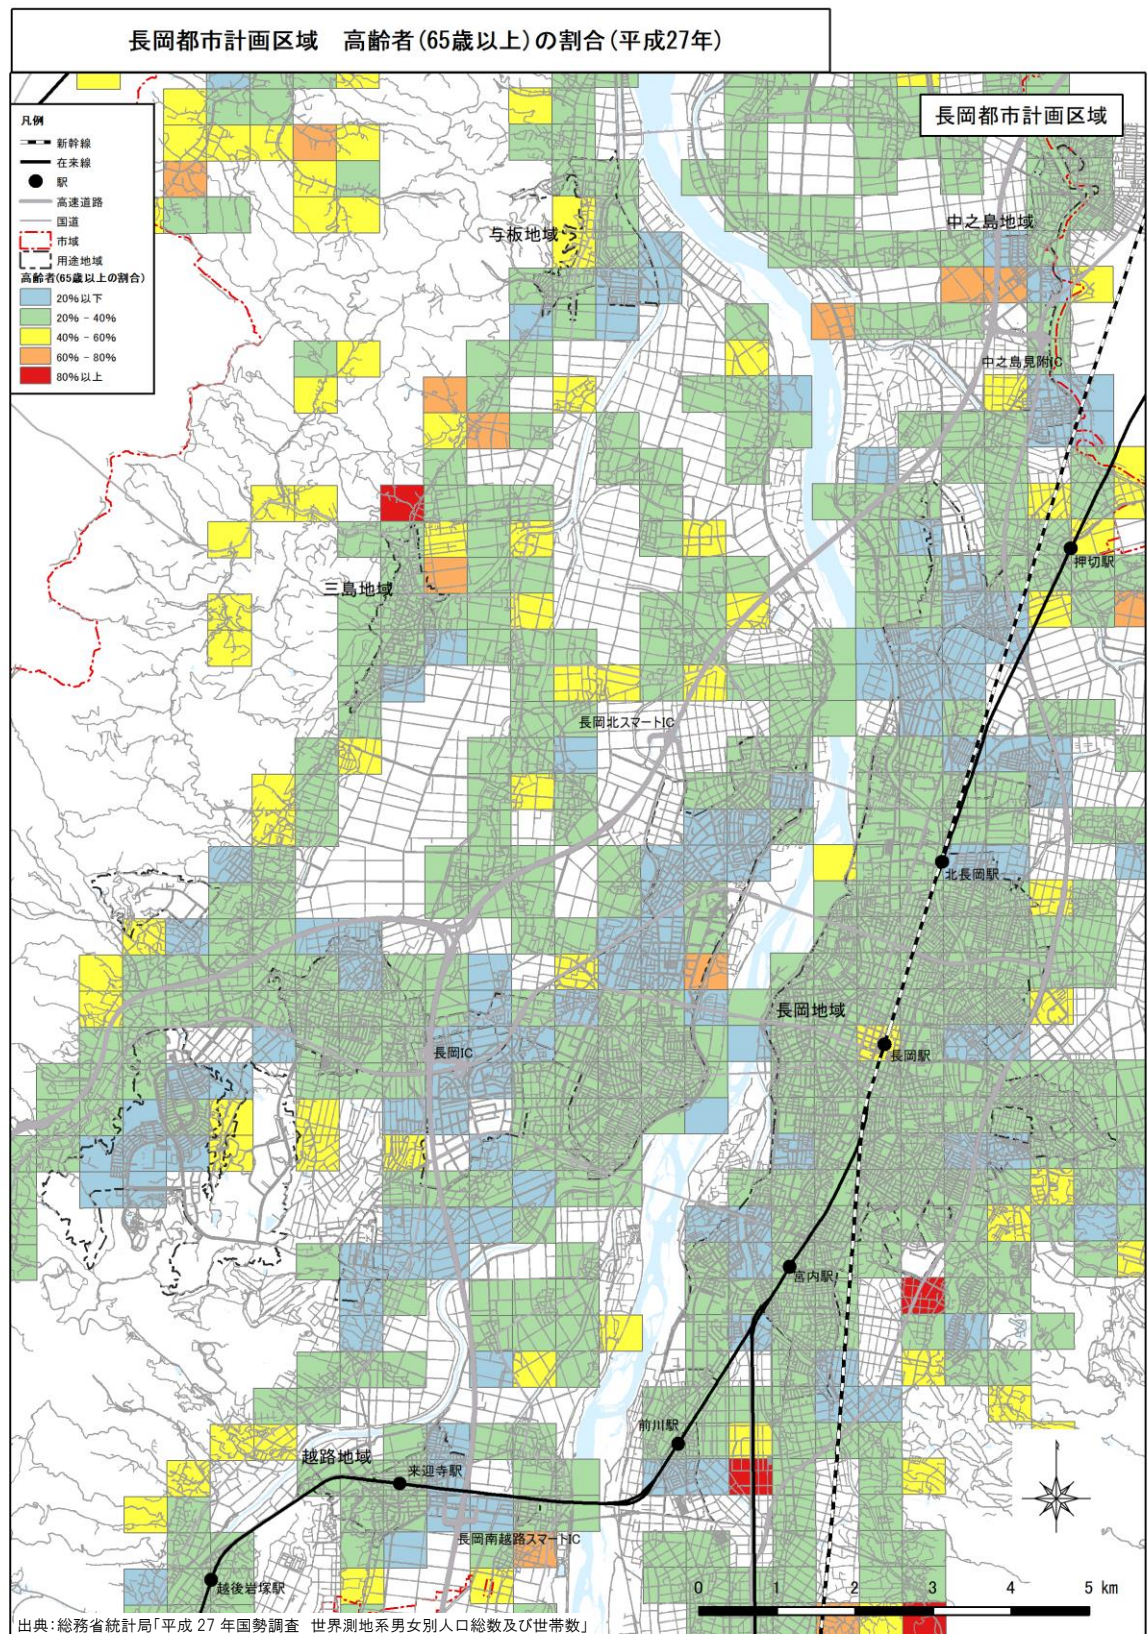 長岡都市計画区域　高齢者(65歳以上)の割合(平成27年)
長岡都市計画区域
凡例
新幹線
在来線
駅
高速道路
国道
市域
用途地域
高齢者(65歳以上の割合)
20%以下
20% - 40%
40% - 60%
60% - 80%
80%以上
中之島地域
与板地域
中之島見附IC
押切駅
三島地域
長岡北スマートIC
北長岡駅
長岡地域
長岡駅
長岡IC
宮内駅
前川駅
越路地域
来迎寺駅
長岡南越路スマートIC
越後岩塚駅
0 1 2 3 4 5 km
出典:総務省統計局「平成 27 年国勢調査　世界測地系男女別人口総数及び世帯数」